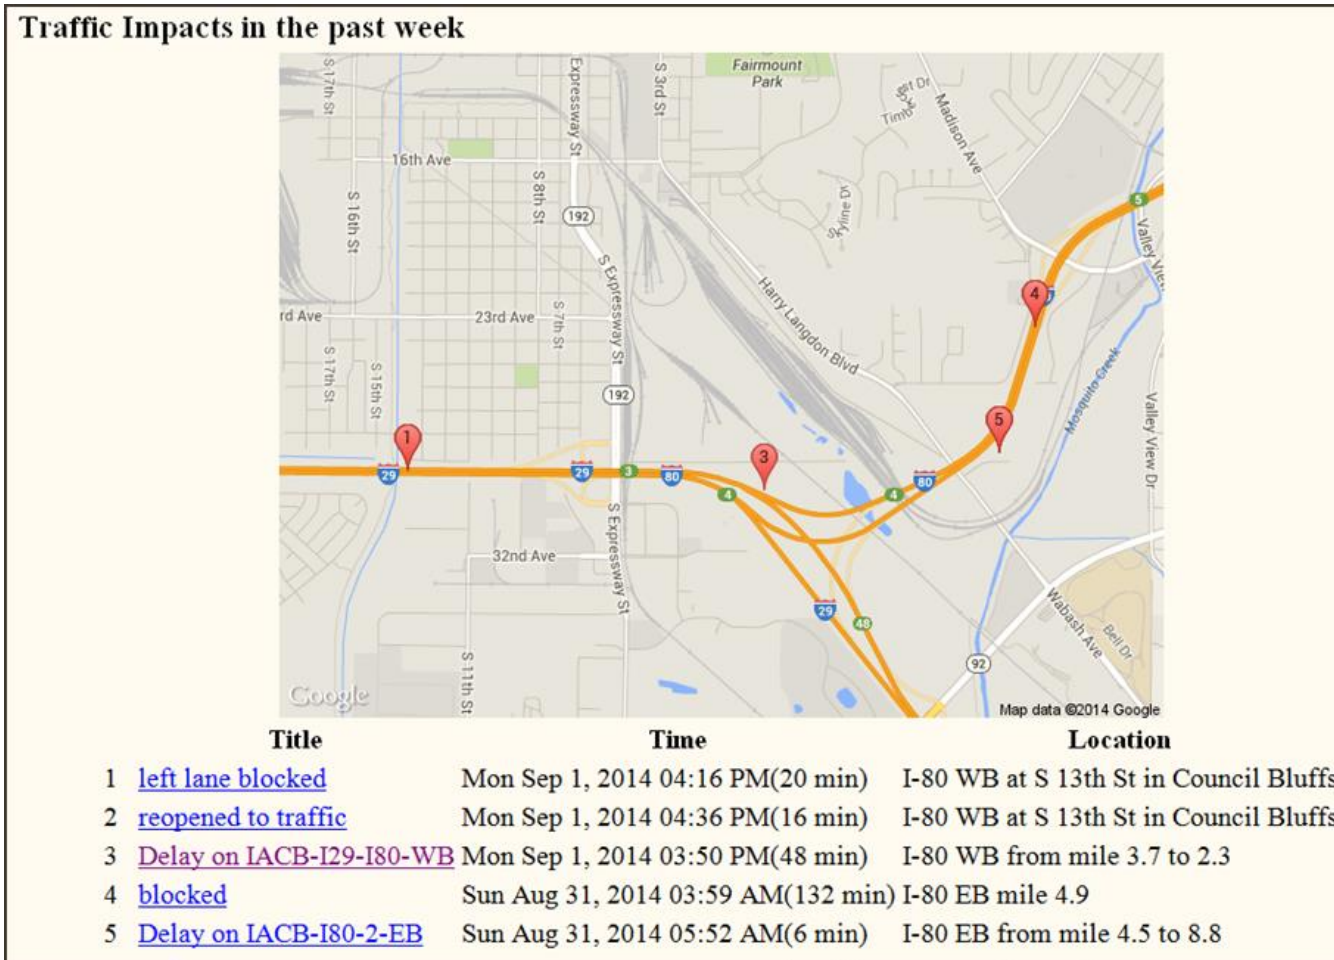 Traffic Impacts in the past week
Fairmount
Park
S 17th St
Expressway St
S 3rd St
Madison Ave
16th Ave
S 16th St
S 8th St
192
5
Valley View
Skyline Dr
4
S Expressway St
Harry Langdon Blvd
rd Ave
23rd Ave
S 7th St
S 17th St
S 15th St
192
Mosquito Creek
Valley View Dr
5
1
3
29
29
3
80
4
4
80
S Expressway St
32nd Ave
29
48
Wabash Ave
Bell Dr
92
S 11th St
Google
Map data ©2014 Google
Title Time Location
1 left lane blocked Mon Sep 1, 2014 04:16 PM(20 min) I-80 WB at S 13th St in Council Bluffs
2 reopened to traffic Mon Sep 1, 2014 04:36 PM(16 min) I-80 WB at S 13th St in Council Bluffs
3 Delay on IACB-I29-I80-WB Mon Sep 1, 2014 03:50 PM(48 min) I-80 WB from mile 3.7 to 2.3
4 blocked Sun Aug 31, 2014 03:59 AM(132 min) I-80 EB mile 4.9
5 Delay on IACB-I80-2-EB Sun Aug 31, 2014 05:52 AM(6 min) I-80 EB from mile 4.5 to 8.8